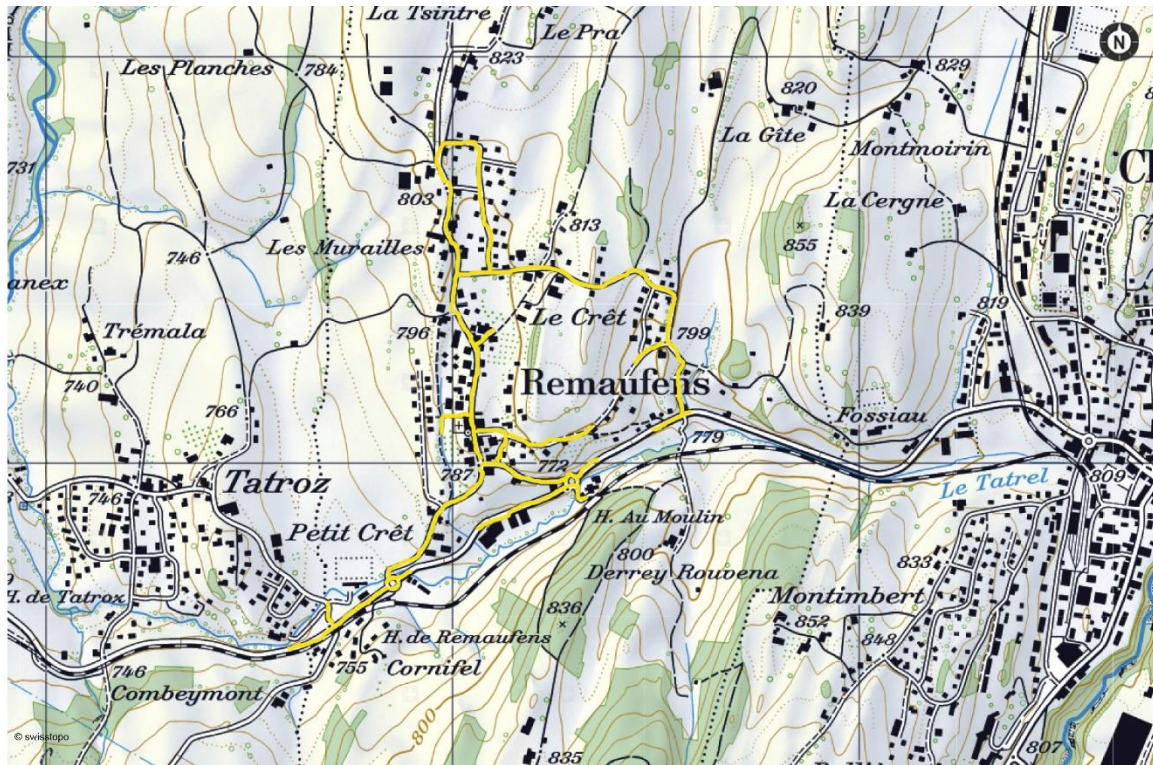 La Tsintre
Le Pra
N
823
829
Les Planches
784
820
La Gîte
Montmoirin
731
803
813
La Cergne
Les Murailles
855
746
anex
Trémala
796
Le Crêt
799
839
819
740
Remaufens
766
Fossiau
779
Tatroz
746
787
772
809
Le Tatrel
Petit Crêt
H. Au Moulin
800
833
Derrey Rouvena
H. de Tatrox
836
Montimbert
H. de Remaufens
852
848
746
755
Cornifel
Combeymont
800
© swisstopo
835
807